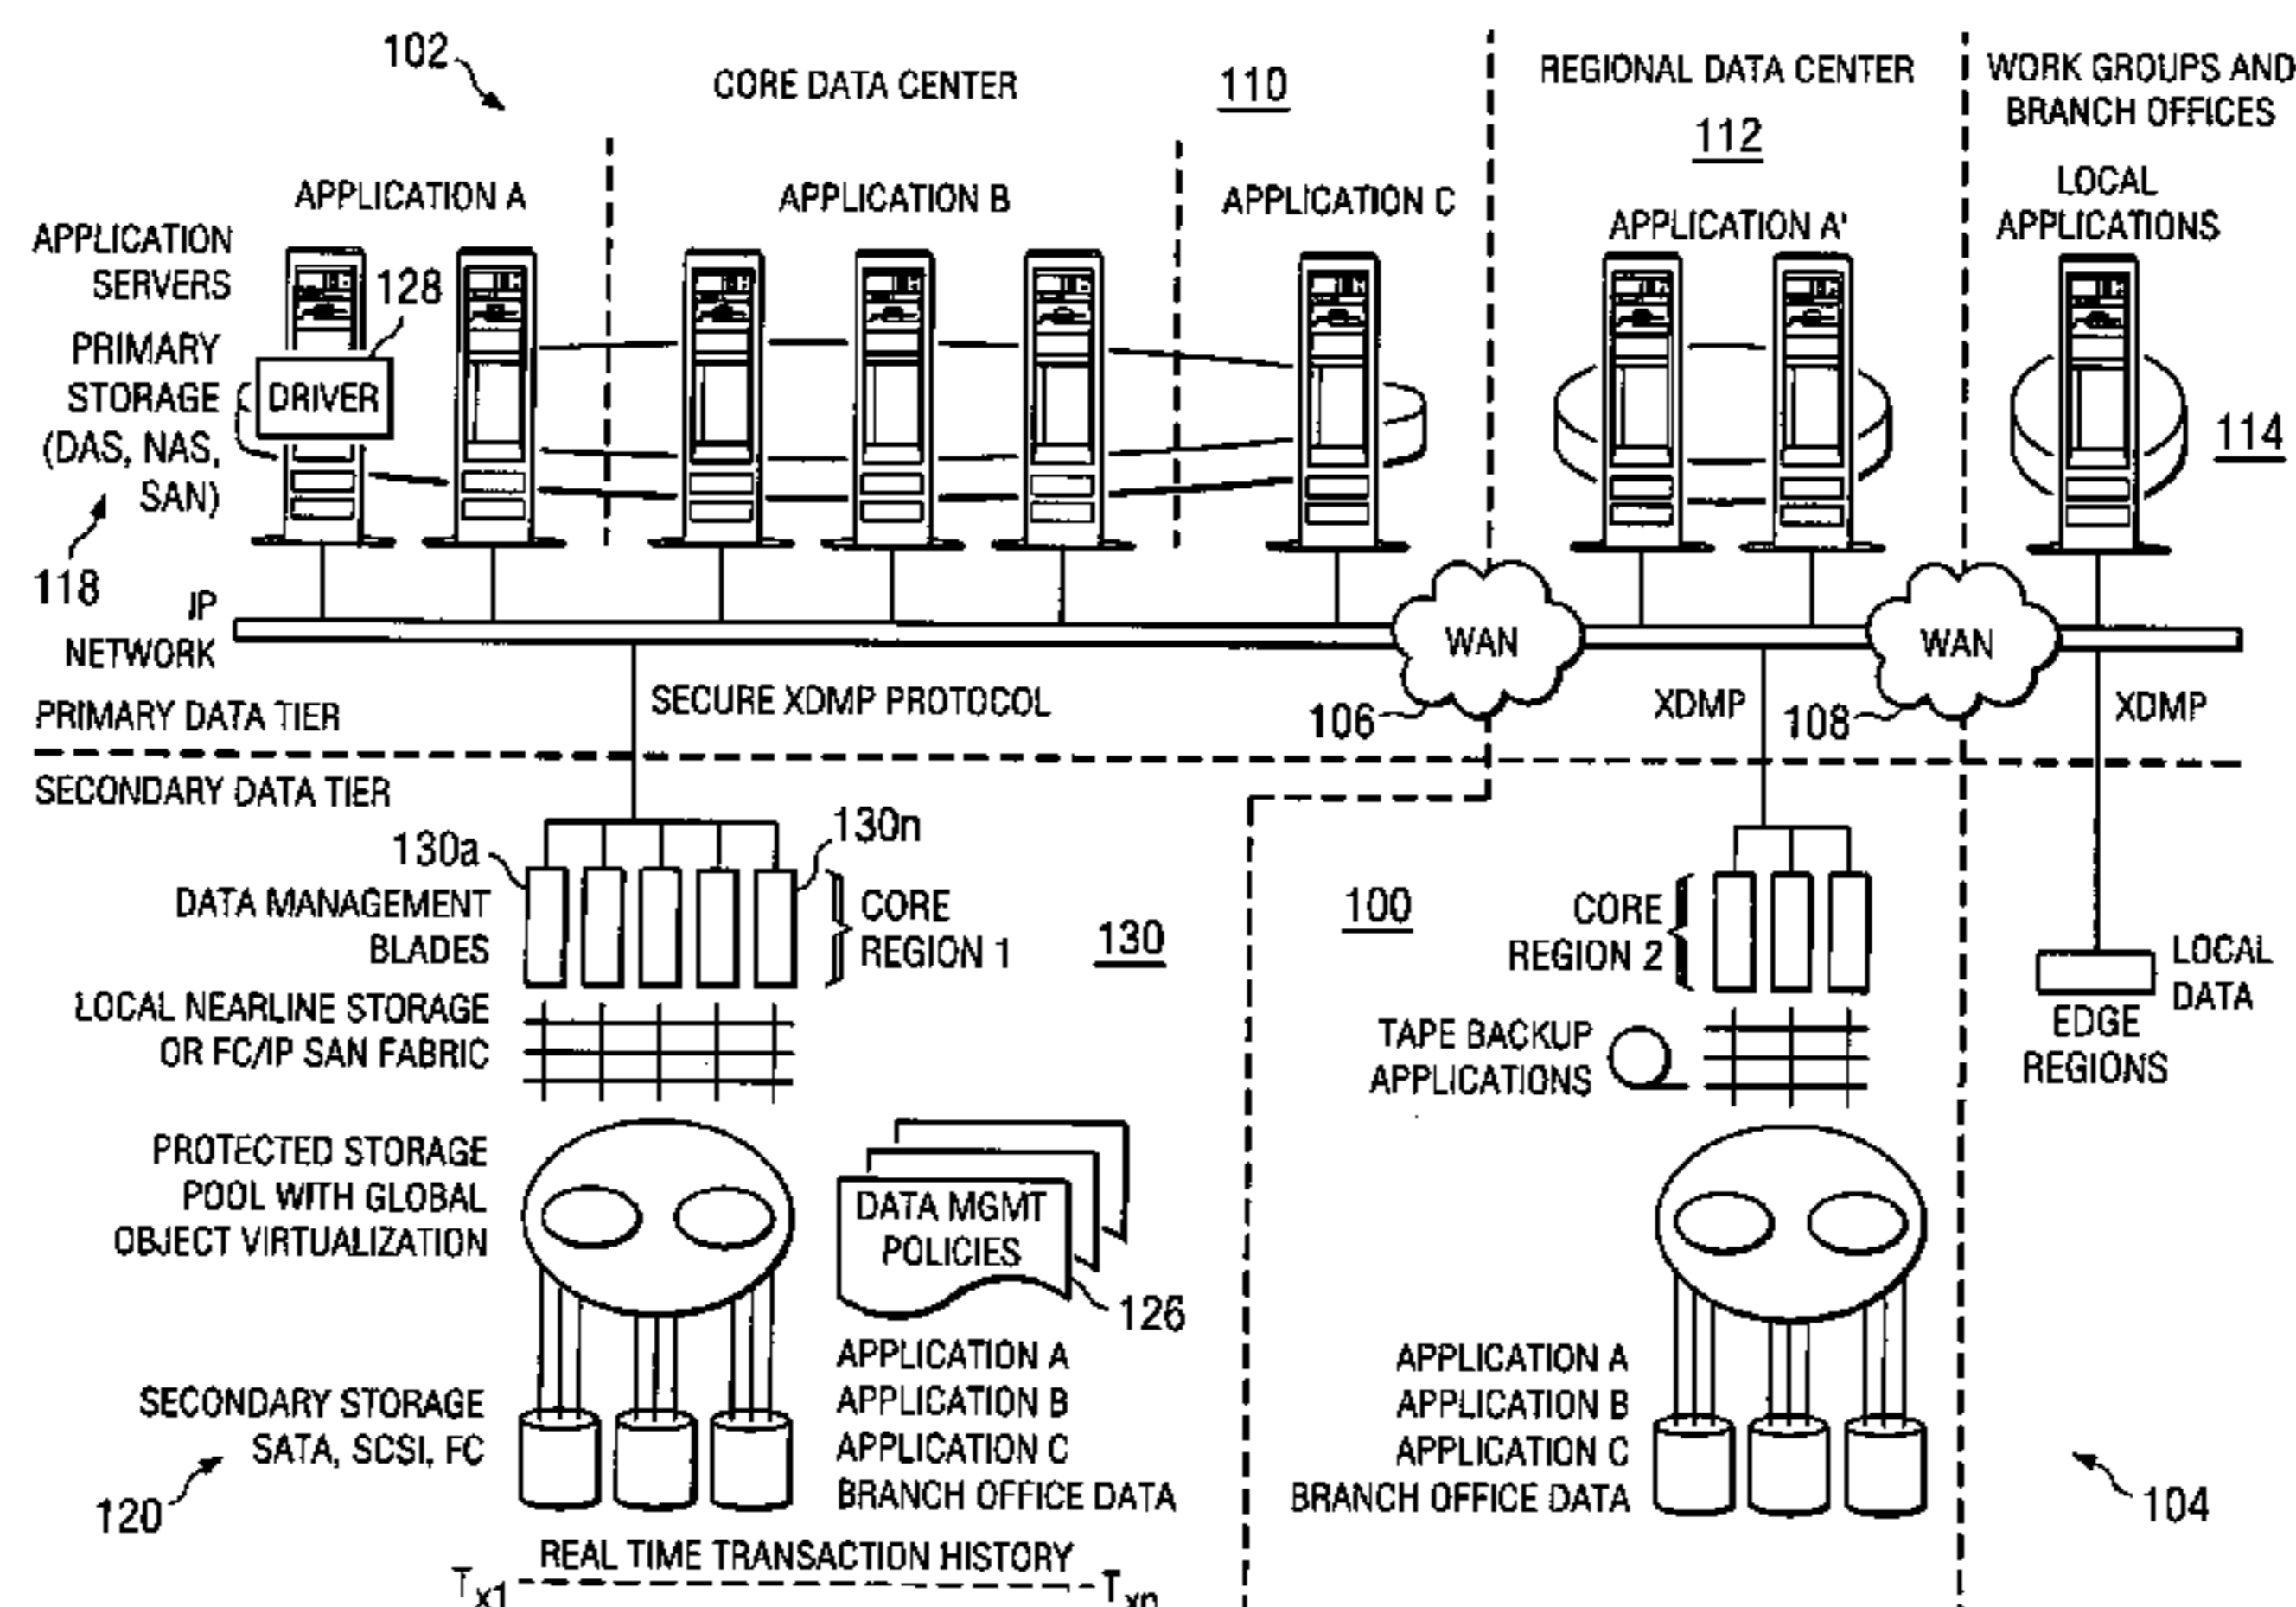 102
CORE DATA CENTER
110
REGIONAL DATA CENTER
112
WORK GROUPS AND
BRANCH OFFICES
APPLICATION A
APPLICATION B
APPLICATION C
APPLICATION A'
LOCAL
APPLICATIONS
APPLICATION
SERVERS
128
PRIMARY
STORAGE
(DAS, NAS,
SAN)
DRIVER
114
118
IP
NETWORK
WAN
WAN
PRIMARY DATA TIER
SECURE XDMP PROTOCOL
106
XDMP
108
XDMP
SECONDARY DATA TIER
130a
130n
DATA MANAGEMENT
BLADES
CORE
REGION 1
130
100
CORE
REGION 2
LOCAL
DATA
EDGE
REGIONS
LOCAL NEARLINE STORAGE
OR FC/IP SAN FABRIC
TAPE BACKUP
APPLICATIONS
PROTECTED STORAGE
POOL WITH GLOBAL
OBJECT VIRTUALIZATION
DATA MGMT
POLICIES
126
SECONDARY STORAGE
SATA, SCSI, FC
120
APPLICATION A
APPLICATION B
APPLICATION C
BRANCH OFFICE DATA
APPLICATION A
APPLICATION B
APPLICATION C
BRANCH OFFICE DATA
104
REAL TIME TRANSACTION HISTORY
Tx1
Txn